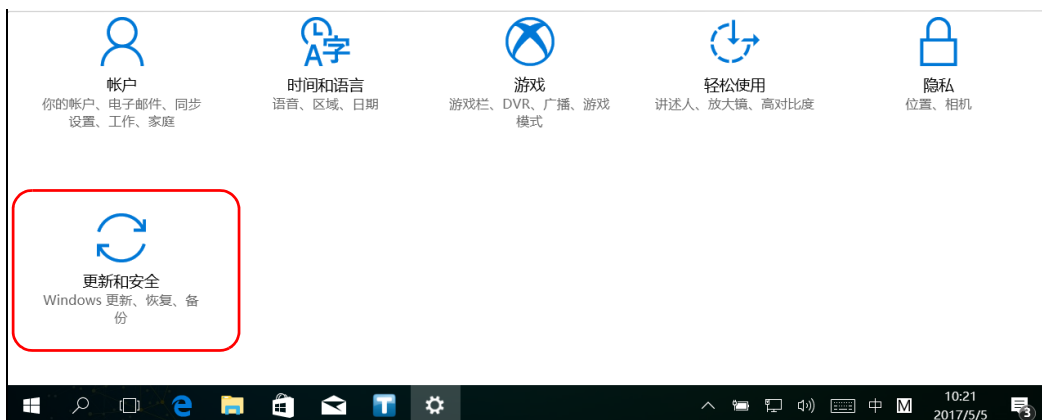 帐户
你的帐户、电子邮件、同步
设置、工作、家庭
时间和语言
语音、区域、日期
游戏
游戏栏、DVR、广播、游戏
模式
轻松使用
讲述人、放大镜、高对比度
隐私
位置、相机
更新和安全
Windows 更新、恢复、备
份
中
M
10:21
2017/5/5
3